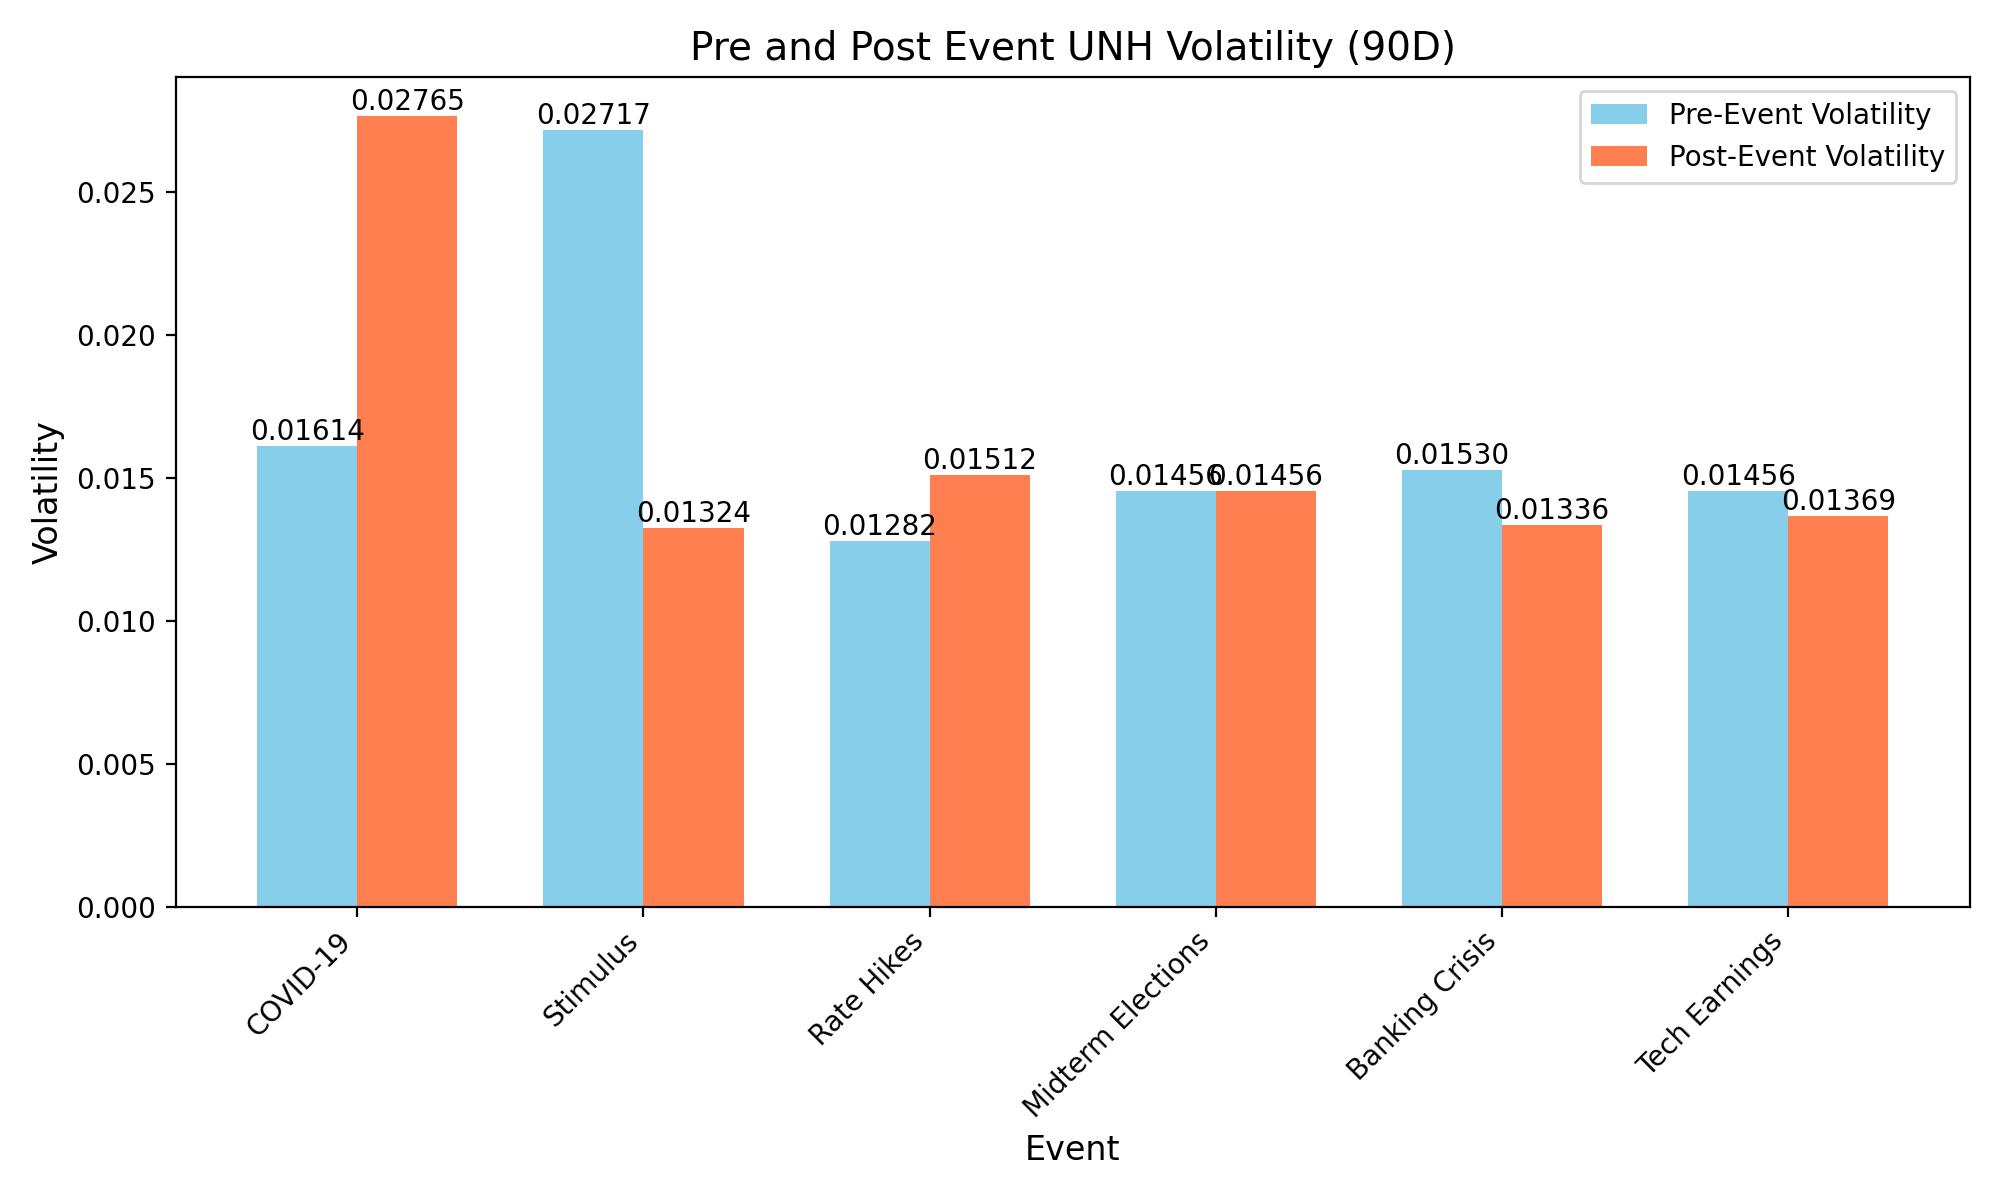 Pre and Post Event UNH Volatility (90D)
Pre-Event Volatility
Post-Event Volatility
Volatility
0.025
0.020
0.015
0.010
0.005
0.000
0.01614
0.02765
0.02717
0.01324
0.01282
0.01512
0.01456
0.01456
0.01530
0.01336
0.01456
0.01369
COVID-19
Stimulus
Rate Hikes
Midterm Elections
Banking Crisis
Tech Earnings
Event